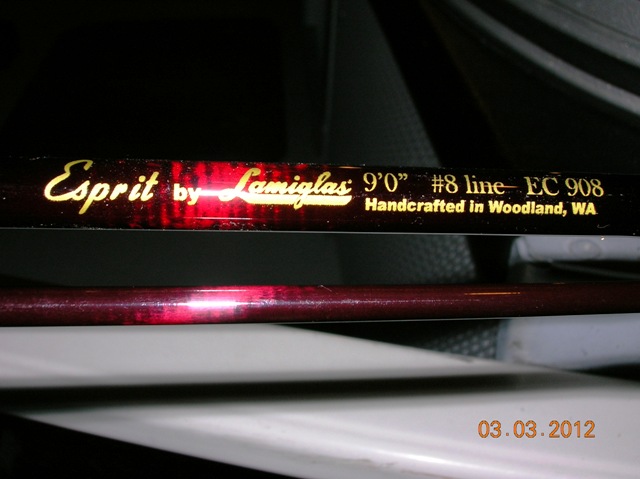 Esprit by Lamiglas 9'0" #8 line EC 908
Handcrafted in Woodland, WA
03.03.2012